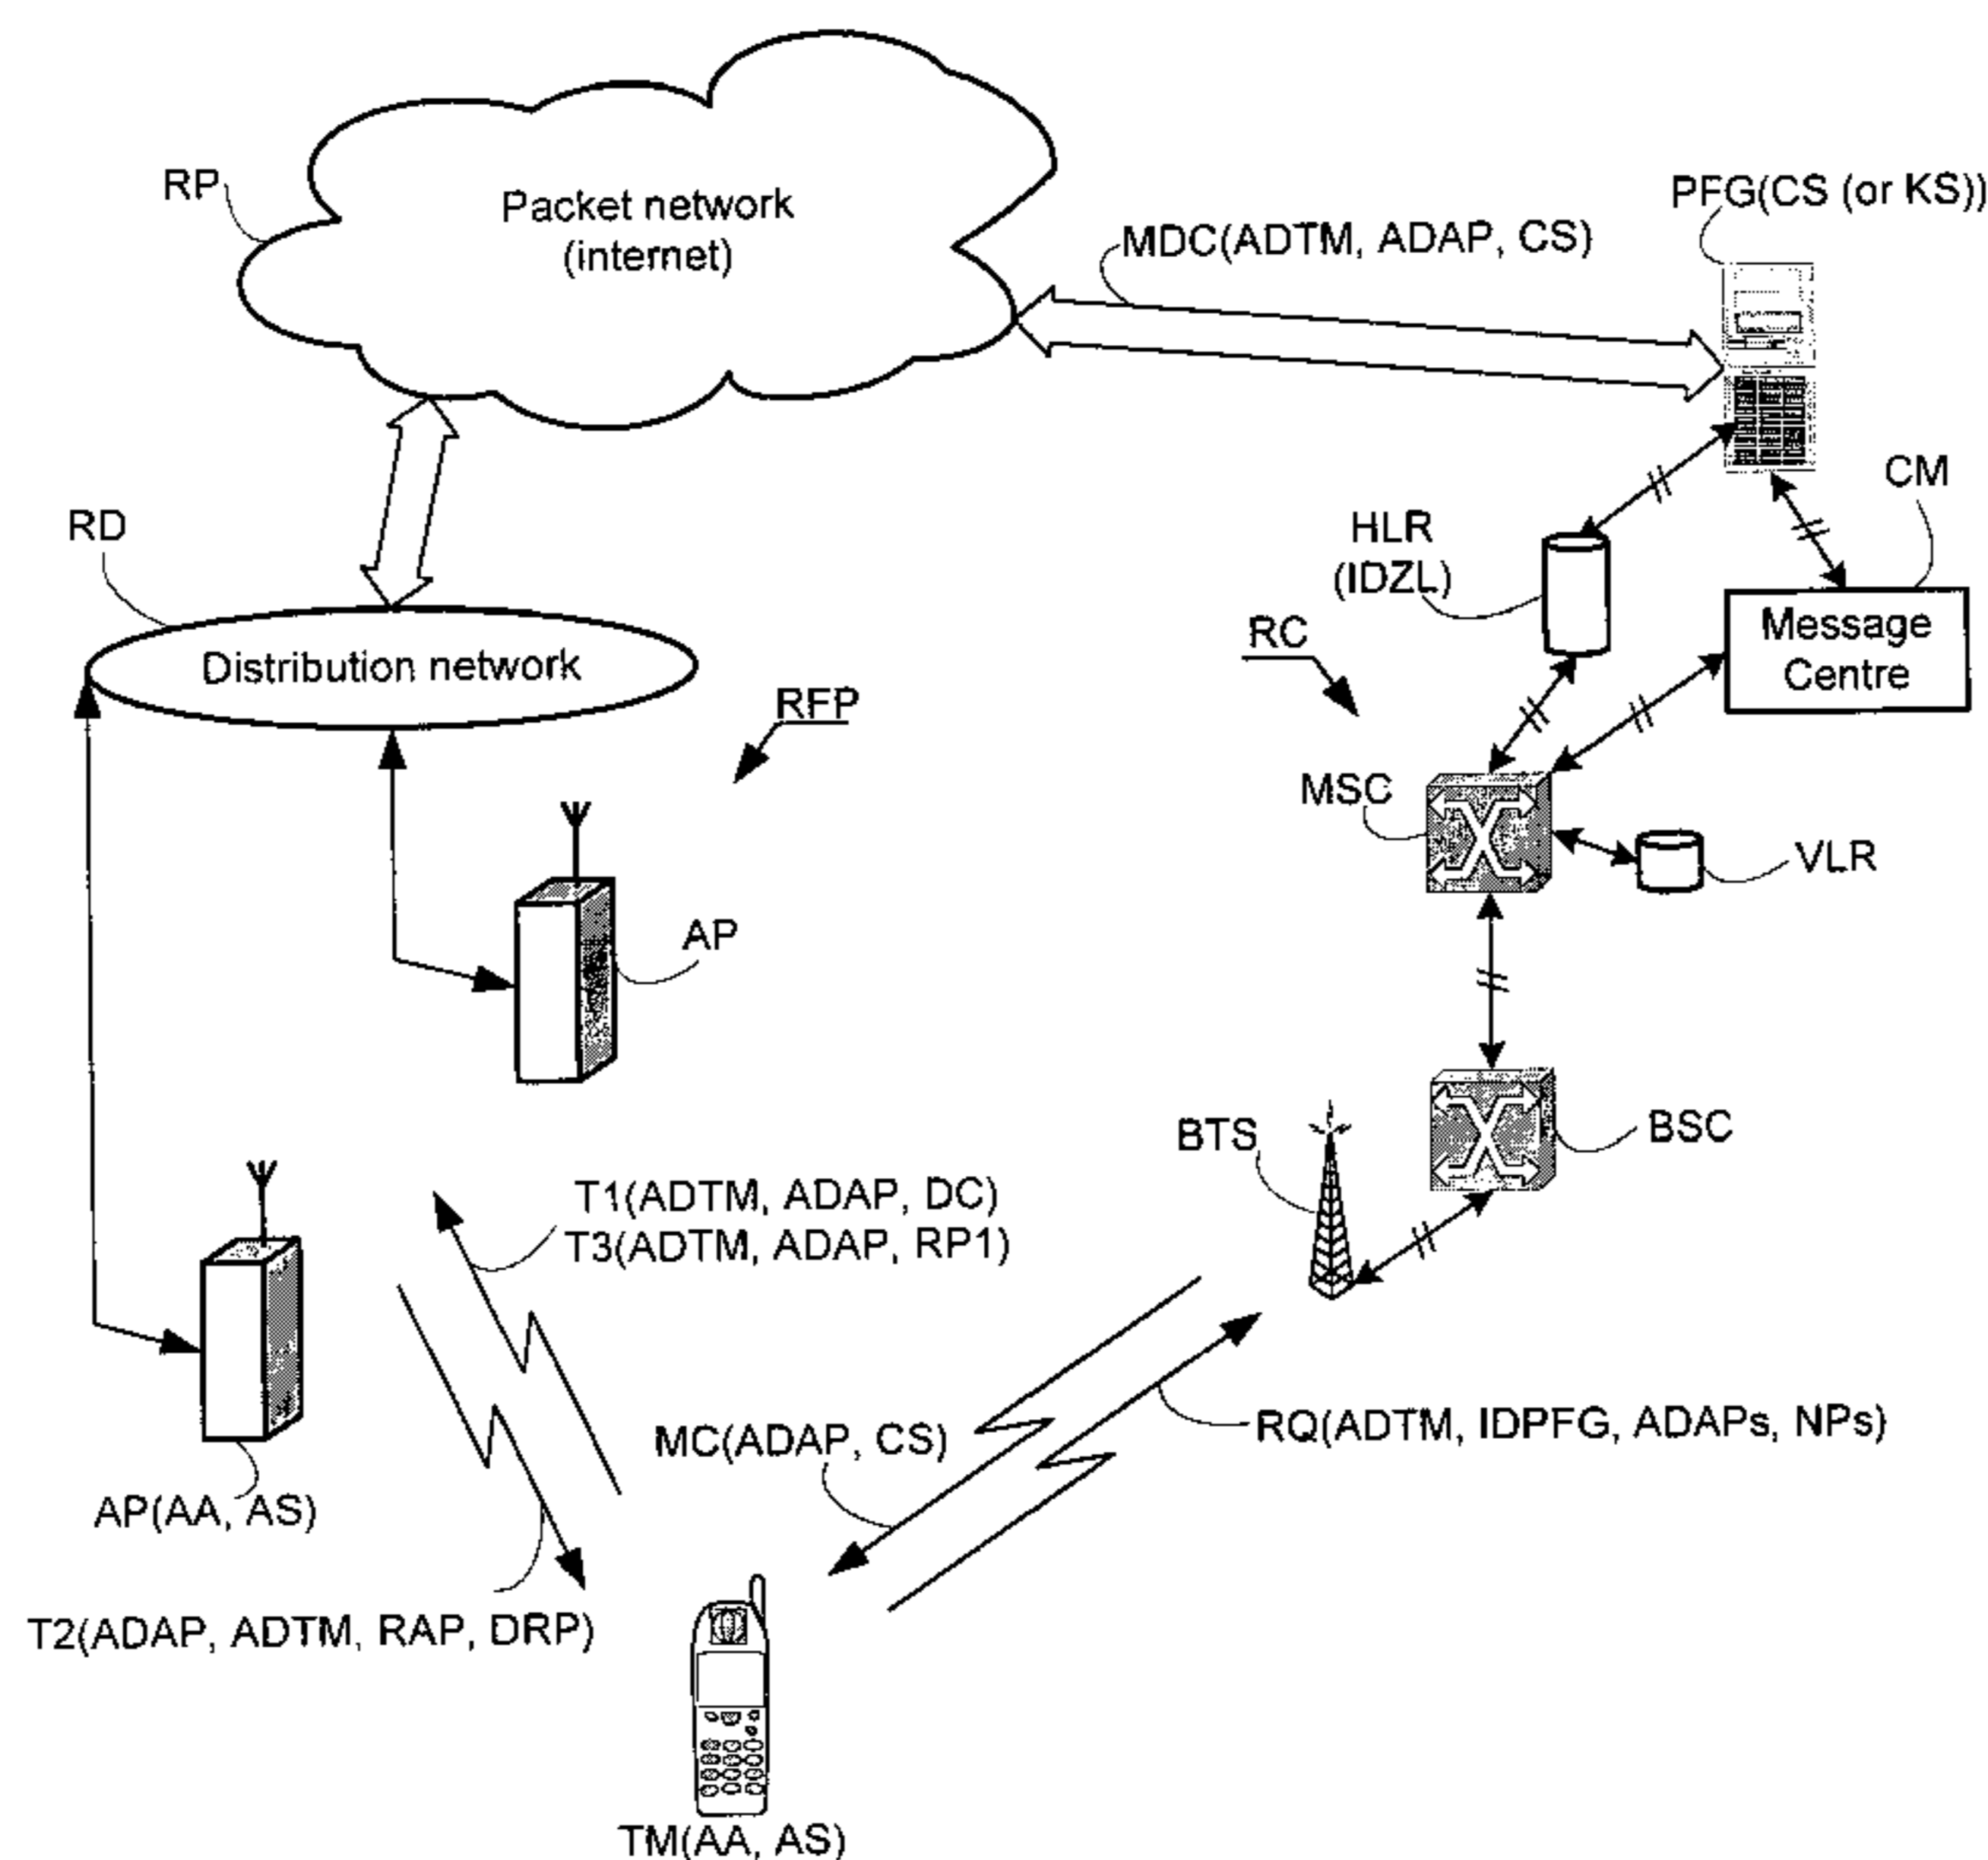 RP
Packet network
(internet)
PFG(CS (or KS))
MDC(ADTM, ADAP, CS)
CM
RD
HLR
(IDZL)
RC
Message
Centre
Distribution network
RFP
MSC
VLR
AP
BTS
BSC
T1(ADTM, ADAP, DC)
T3(ADTM, ADAP, RP1)
MC(ADAP, CS)
RQ(ADTM, IDPFG, ADAPs, NPs)
AP(AA, AS)
T2(ADAP, ADTM, RAP, DRP)
TM(AA, AS)